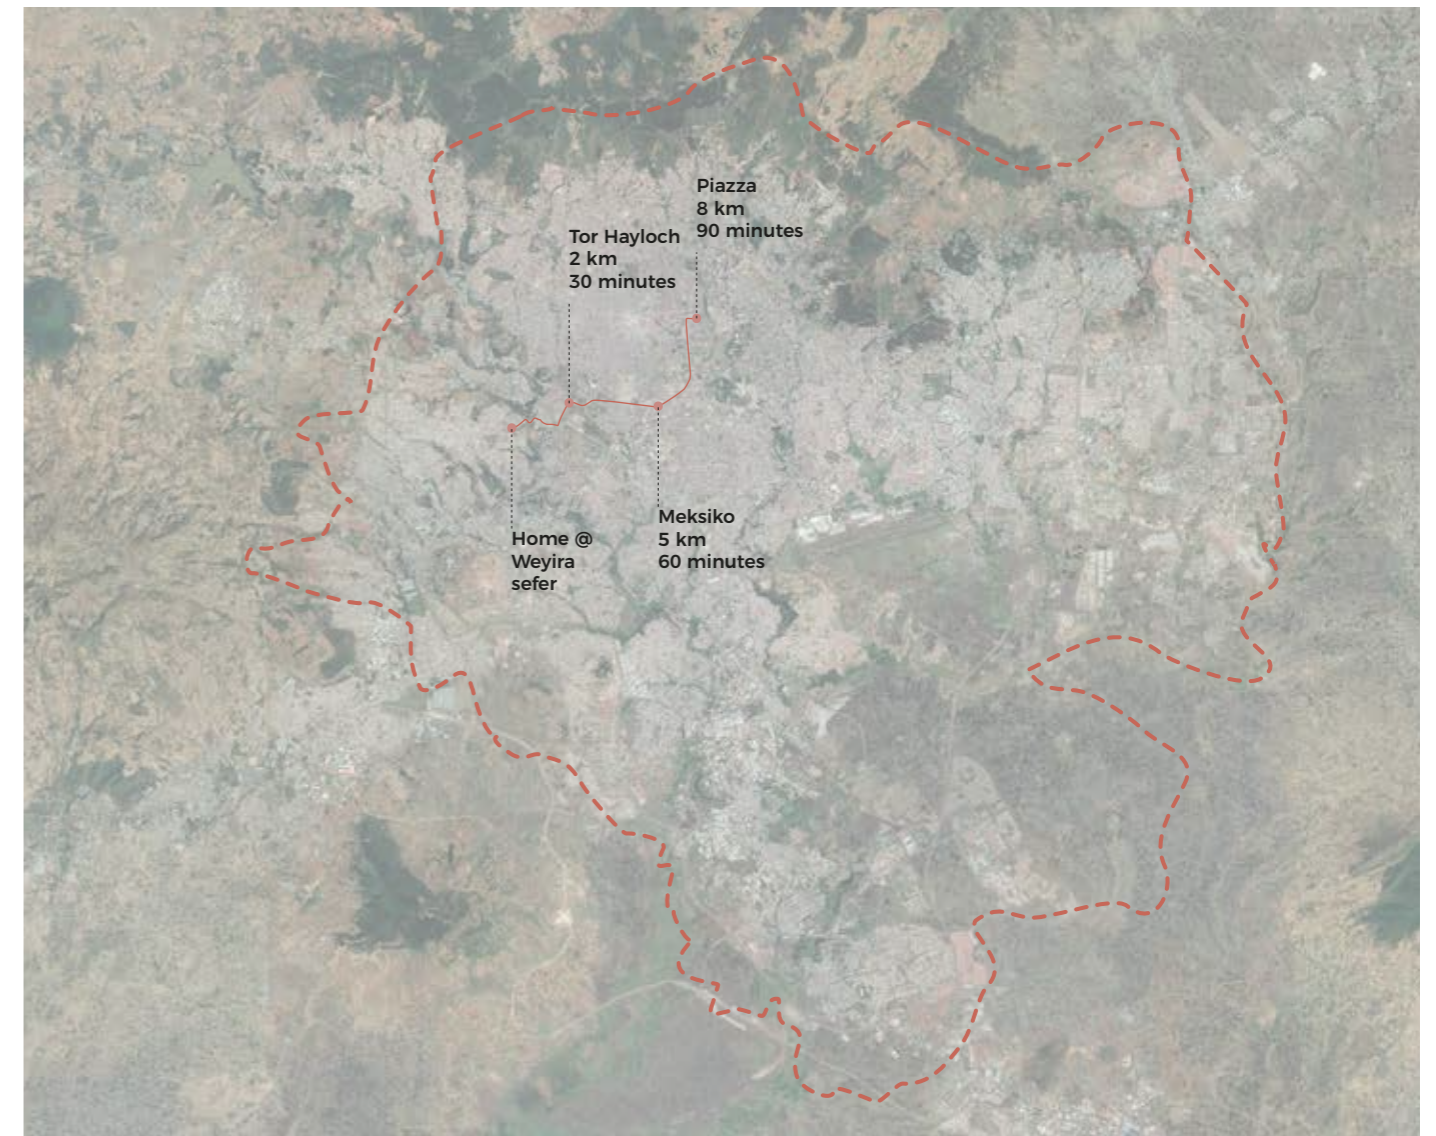 Piazza
8 km
90 minutes
Tor Hayloch
2 km
30 minutes
Meksiko
5 km
60 minutes
Home @
Weyira
sefer